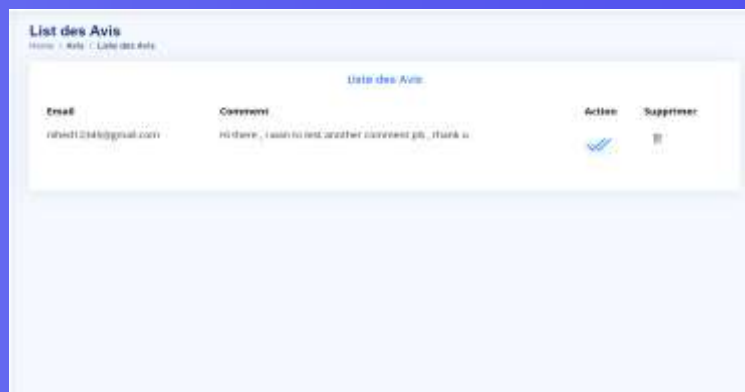 List des Avis
Home / Avis / Liste des Avis
Liste des Avis
Email Comment Action Supprimer
Hi there , i wan to test another comment pls , thank u